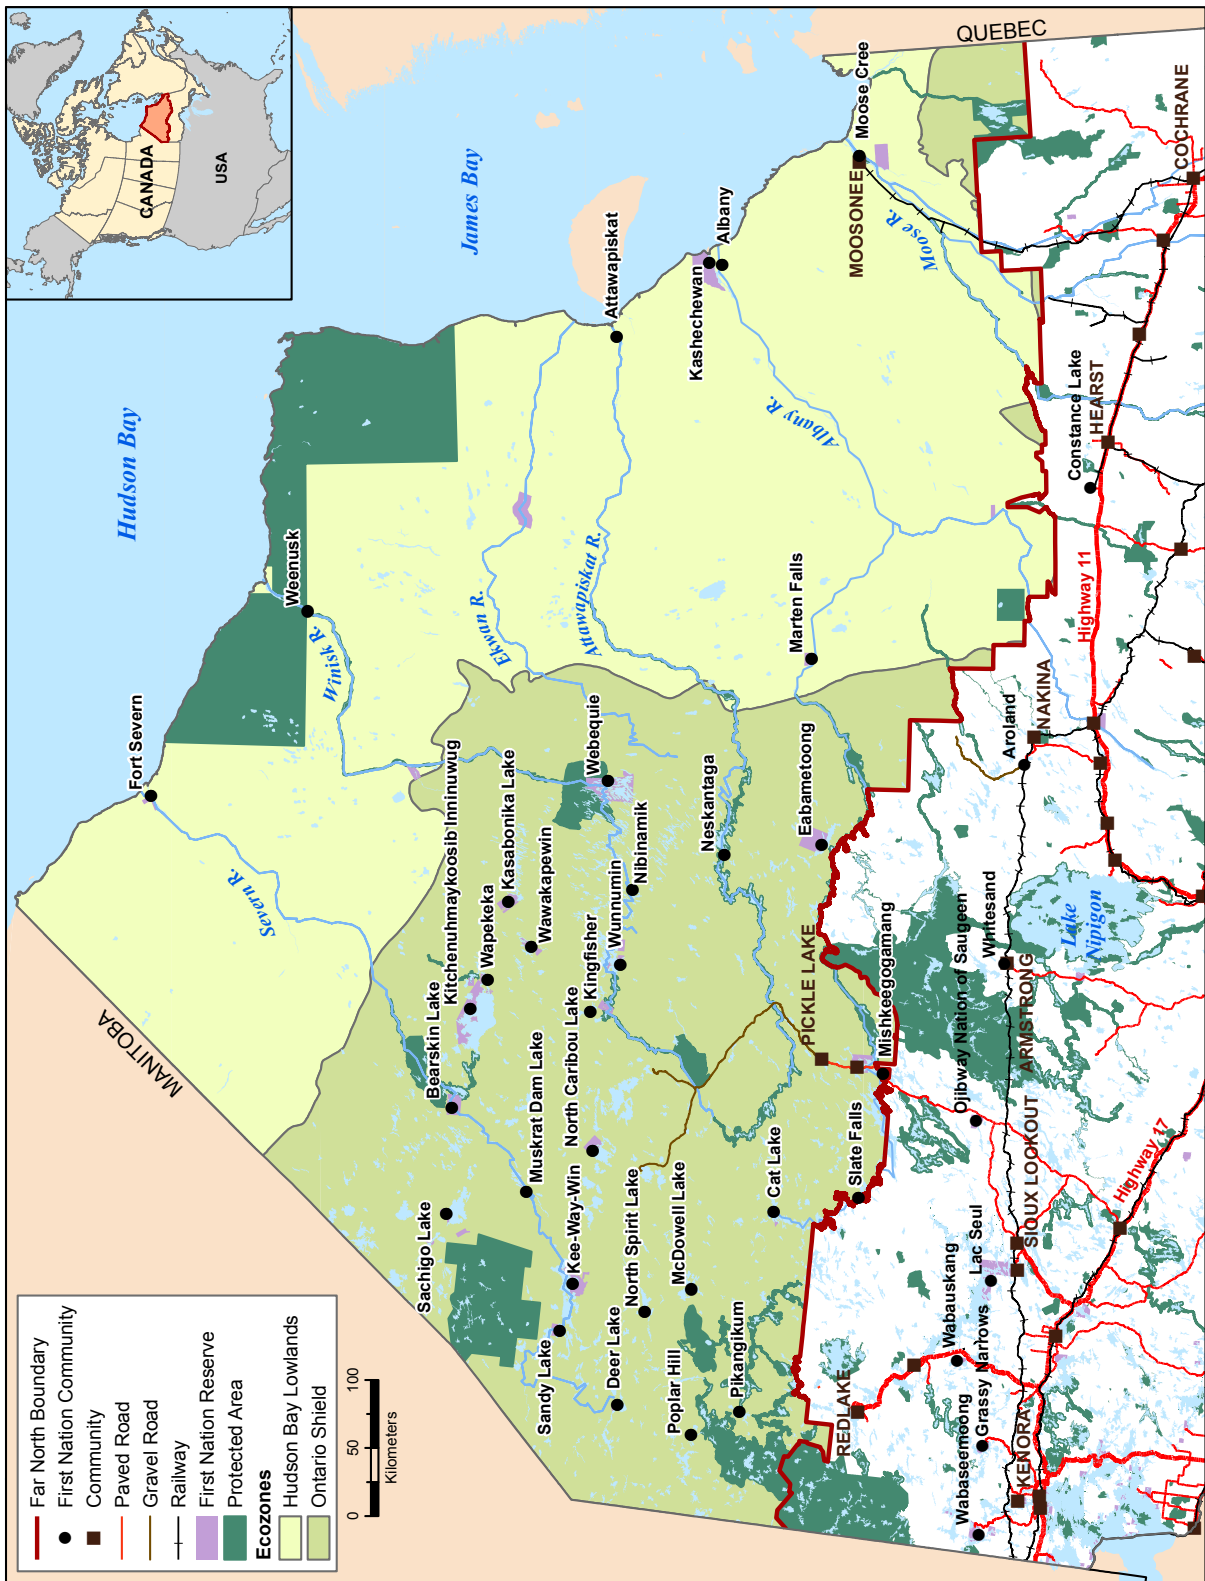 Far North Boundary
First Nation Community
Community
Paved Road
Gravel Road
Railway
First Nation Reserve
Protected Area
Ecozones
Hudson Bay Lowlands
Ontario Shield
0 50 100
Kilometers
CANADA
USA
MANITOBA
QUEBEC
Hudson Bay
James Bay
Fort Severn
Severn R.
Weenusk
Winisk R.
Ekwan R.
Attawapiskat R.
Attawapiskat
Kashechewan
Albany
Albany R.
MOOSONEE
Moose Cree
Moose R.
Sachigo Lake
Bearskin Lake
Kitchenuhmaykoosib Inninuwug
Wapekeka
Kasabonika Lake
Wawakapewin
Webequie
Muskrat Dam Lake
North Caribou Lake
Kingfisher
Wunnumin
Nibinamik
Sandy Lake
Kee-Way-Win
Deer Lake
North Spirit Lake
McDowell Lake
Poplar Hill
Pikangikum
Cat Lake
Slate Falls
PICKLE LAKE
Mishkeegogamang
Neskantaga
Eabametoong
Marten Falls
REDLAKE
Wabaseemoong
KENORA
Grassy Narrows
Wabauskang
Lac Seul
SIOUX LOOKOUT
Ojibway Nation of Saugeen
ARMSTRONG
Whitesand
Lake
Nipigon
Aroland
NAKINA
Highway 11
Highway 17
Constance Lake
HEARST
COCHRANE